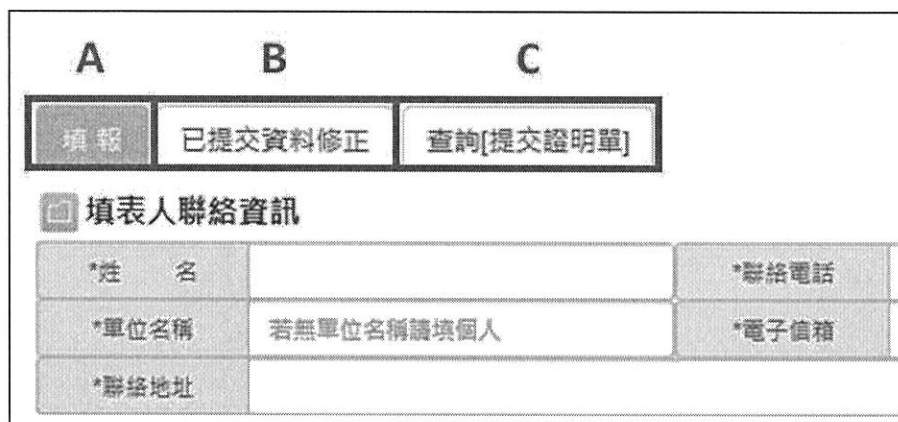 A B C
填 報 已提交資料修正 查詢[提交證明單]
填表人聯絡資訊
*姓 名 *聯絡電話
*單位名稱 若無單位名稱請填個人 *電子信箱
*聯絡地址